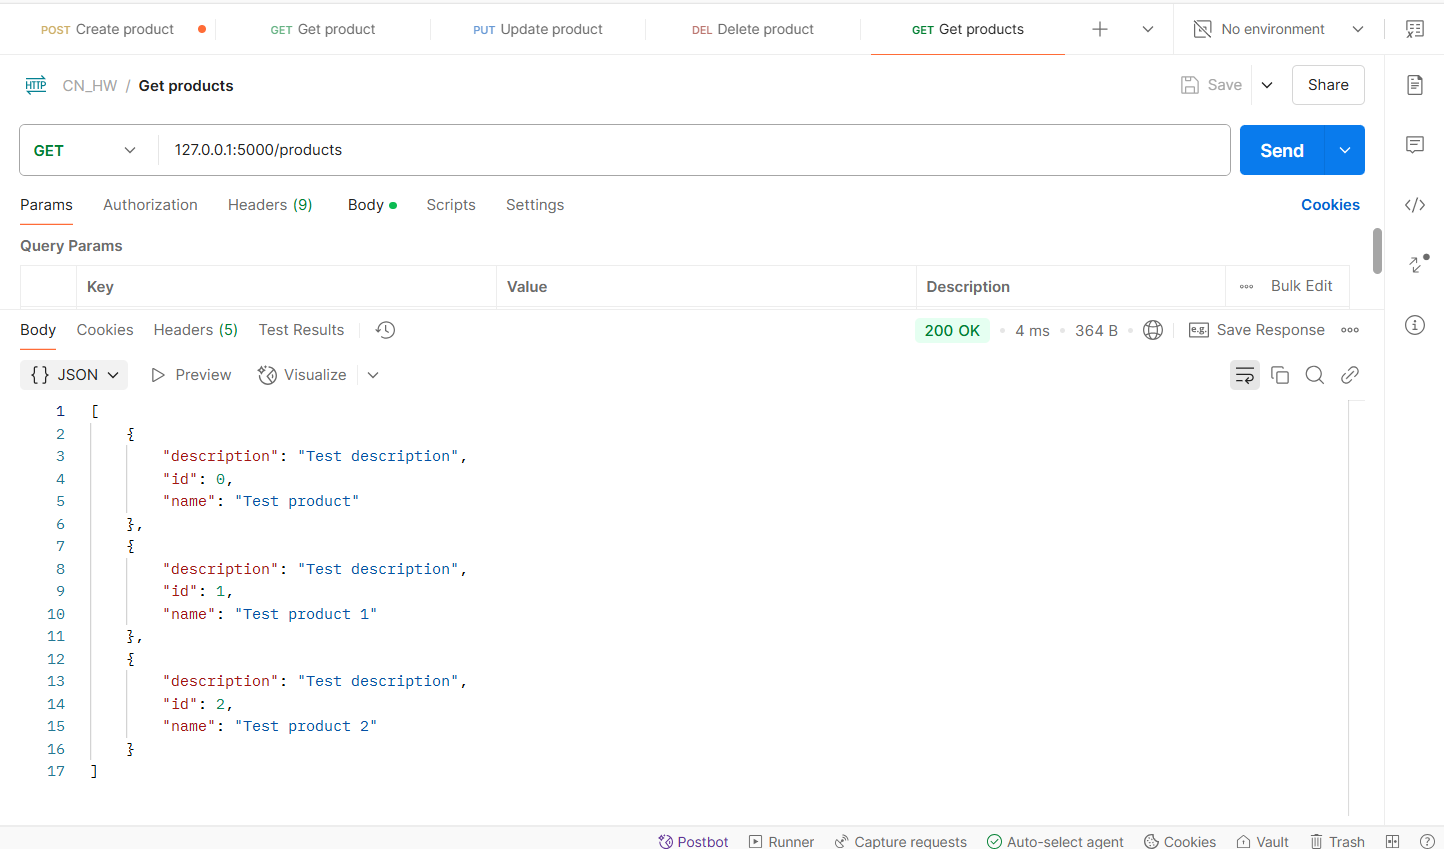 POST Create product GET Get product PUT Update product DEL Delete product GET Get products No environment
HTTP CN_HW / Get products Save Share
GET 127.0.0.1:5000/products Send
Params Authorization Headers (9) Body Scripts Settings Cookies
Query Params
Key Value Description Bulk Edit
Body Cookies Headers (5) Test Results 200 OK 4 ms 364 B e.g. Save Response
{} JSON Preview Visualize
1 [
2 {
3 "description": "Test description",
4 "id": 0,
5 "name": "Test product"
6 },
7 {
8 "description": "Test description",
9 "id": 1,
10 "name": "Test product 1"
11 },
12 {
13 "description": "Test description",
14 "id": 2,
15 "name": "Test product 2"
16 }
17 ]
Postbot Runner Capture requests Auto-select agent Cookies Vault Trash